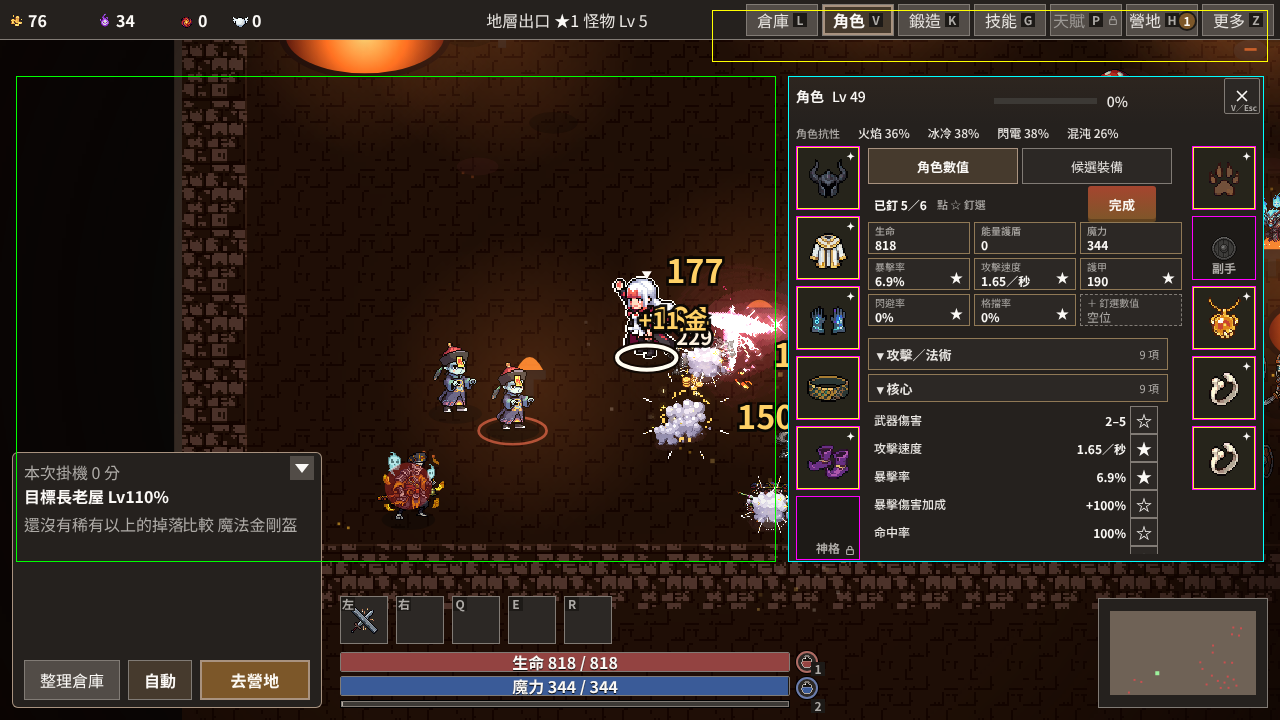 76 34 0 0
地層出口 ★1 怪物 Lv 5
倉庫 L 角色 V 鍛造 K 技能 G 天賦 P 營地 H 1 更多 Z
角色 Lv 49
0%
V／Esc
角色抗性 火焰 36% 冰冷 38% 閃電 38% 混沌 26%
角色數值 候選裝備
已釘 5／6 點 ☆ 釘選 完成
生命 818
能量護盾 0
魔力 344
暴擊率 6.9% ★
攻擊速度 1.65／秒 ★
護甲 190 ★
閃避率 0% ★
格擋率 0% ★
＋ 釘選數值 空位
▾攻擊／法術 9 項
▾核心 9 項
武器傷害 2–5 ☆
攻擊速度 1.65／秒 ★
暴擊率 6.9% ★
暴擊傷害加成 +100% ☆
命中率 100% ☆
副手
神格
177
+11金
229
150
本次掛機 0 分
目標長老屋 Lv110%
還沒有稀有以上的掉落比較 魔法金剛盔
整理倉庫 自動 去營地
左 右 Q E R
生命 818 / 818
1
魔力 344 / 344
2